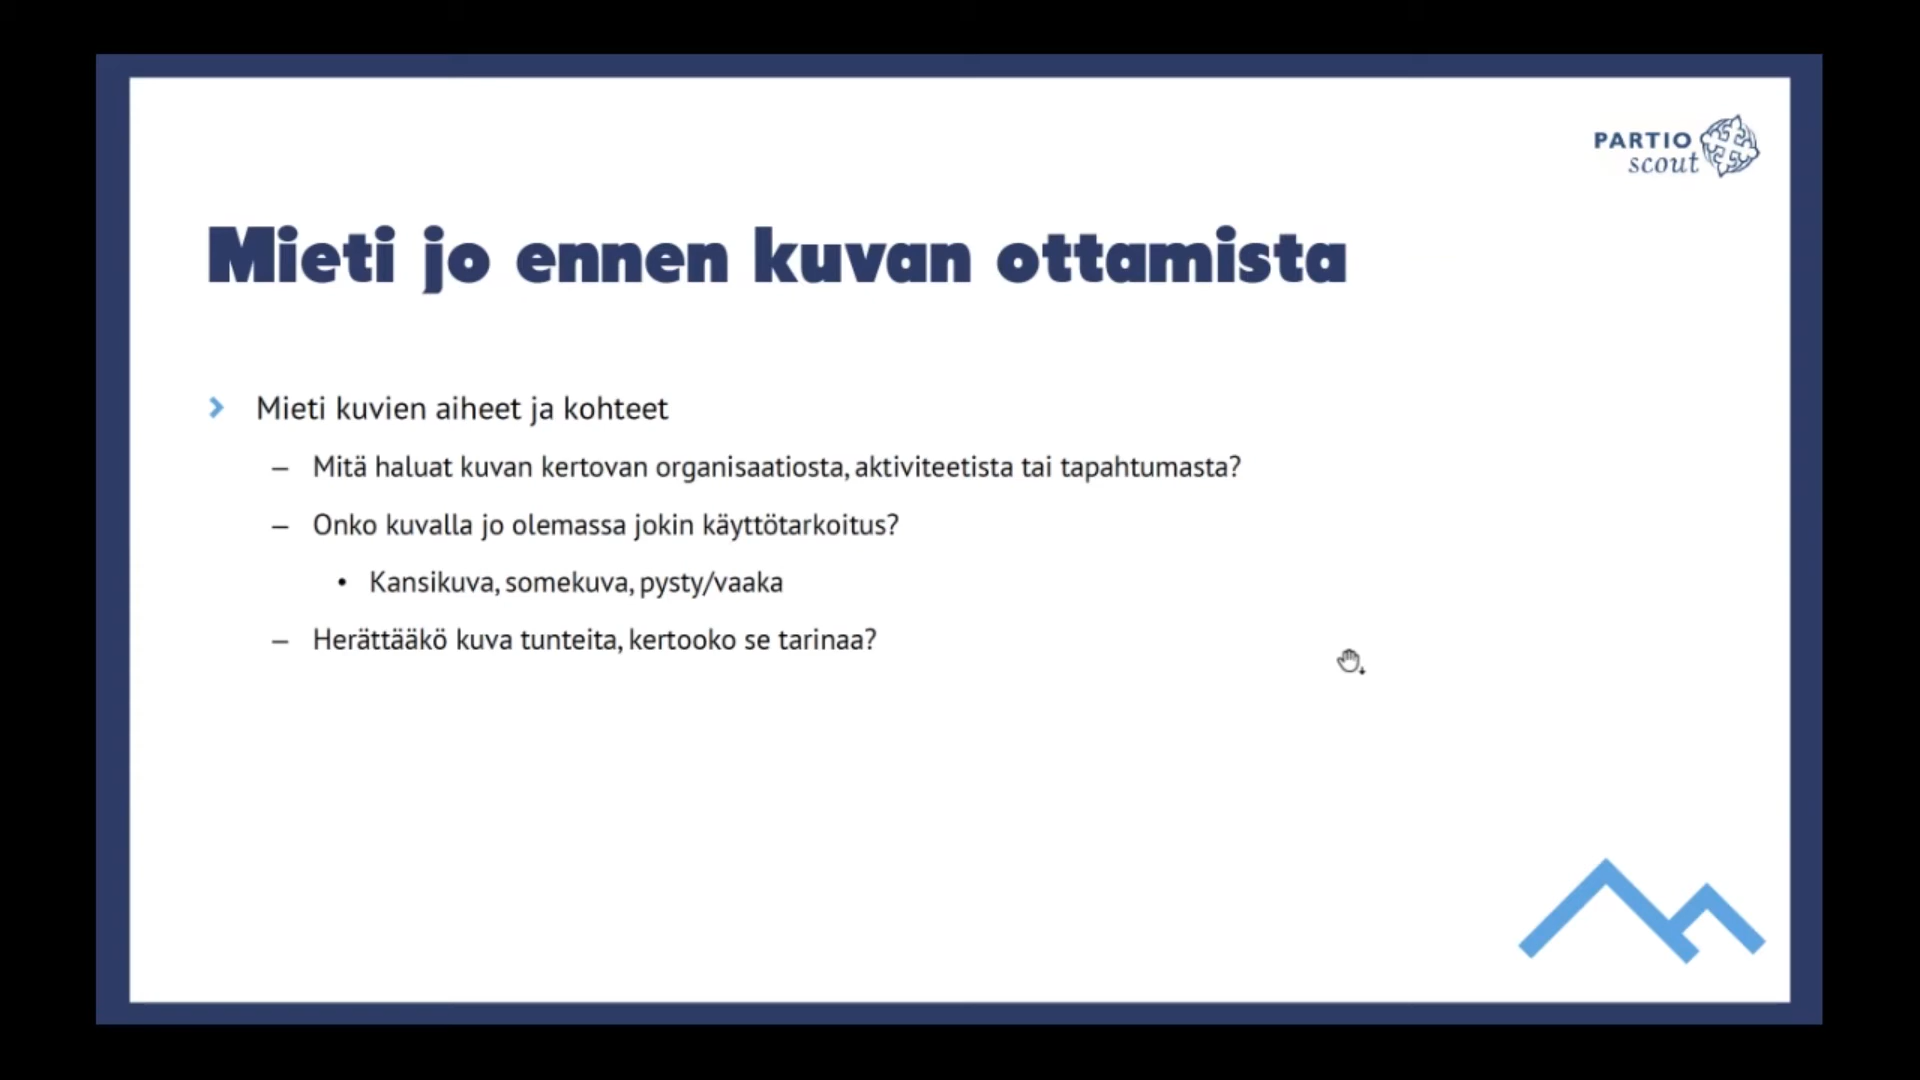 PARTIO
scout
Mieti jo ennen kuvan ottamista
Mieti kuvien aiheet ja kohteet
– Mitä haluat kuvan kertovan organisaatiosta, aktiviteetista tai tapahtumasta?
– Onko kuvalla jo olemassa jokin käyttötarkoitus?
• Kansikuva, somekuva, pysty/vaaka
– Herättääkö kuva tunteita, kertooko se tarinaa?